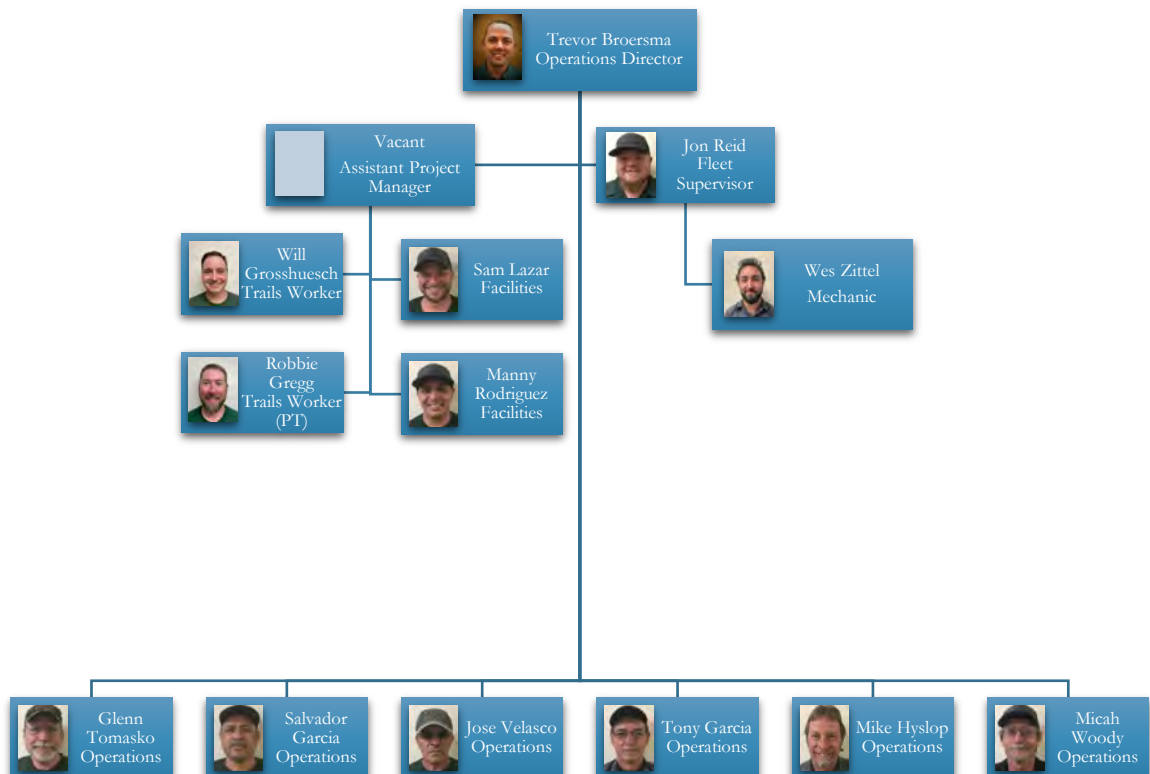 Trevor Broersma
Operations Director
Vacant
Assistant Project
Manager
Jon Reid
Fleet
Supervisor
Will
Grosshuesch
Trails Worker
Sam Lazar
Facilities
Wes Zittel
Mechanic
Robbie
Gregg
Trails Worker
(PT)
Manny
Rodriguez
Facilities
Glenn
Tomasko
Operations
Salvador
Garcia
Operations
Jose Velasco
Operations
Tony Garcia
Operations
Mike Hyslop
Operations
Micah
Woody
Operations